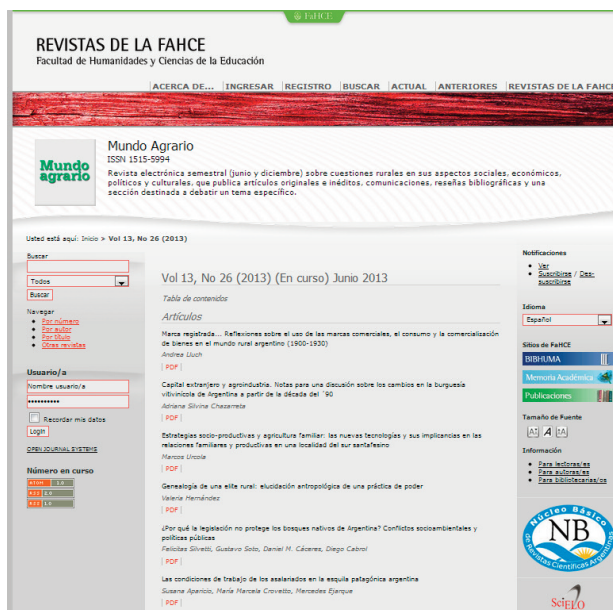 FaHCE
REVISTAS DE LA FAHCE
Facultad de Humanidades y Ciencias de la Educación
ACERCA DE... INGRESAR REGISTRO BUSCAR ACTUAL ANTERIORES REVISTAS DE LA FAHCE
Mundo
agrario
Mundo Agrario
ISSN 1515-5994
Revista electrónica semestral (junio y diciembre) sobre cuestiones rurales en sus aspectos sociales, económicos,
políticos y culturales, que publica artículos originales e inéditos, comunicaciones, reseñas bibliográficas y una
sección destinada a debatir un tema específico.
Usted está aquí: Inicio > Vol 13, No 26 (2013)
Buscar
Todos
Buscar
Navegar
Por número
Por autor
Por título
Otras revistas
Usuario/a
Nombre usuario/a
Recordar mis datos
Login
OPEN JOURNAL SYSTEMS
Número en curso
ATOM 1.0
RSS 2.0
RSS 1.0
Vol 13, No 26 (2013) (En curso) Junio 2013
Tabla de contenidos
Artículos
Marca registrada... Reflexiones sobre el uso de las marcas comerciales, el consumo y la comercialización
de bienes en el mundo rural argentino (1900-1930)
Andrea Lluch
| PDF |
Capital extranjero y agroindustria. Notas para una discusión sobre los cambios en la burguesía
vitivinícola de Argentina a partir de la década del ´90
Adriana Silvina Chazarreta
| PDF |
Estrategias socio-productivas y agricultura familiar: las nuevas tecnologías y sus implicancias en las
relaciones familiares y productivas en una localidad del sur santafesino
Marcos Urcola
| PDF |
Genealogía de una elite rural: elucidación antropológica de una práctica de poder
Valeria Hernández
| PDF |
¿Por qué la legislación no protege los bosques nativos de Argentina? Conflictos socioambientales y
políticas públicas
Felicitas Silvetti, Gustavo Soto, Daniel M. Cáceres, Diego Cabrol
| PDF |
Las condiciones de trabajo de los asalariados en la esquila patagónica argentina
Susana Aparicio, María Marcela Crovetto, Mercedes Ejarque
| PDF |
Notificaciones
Ver
Suscribirse / Des-
suscribirse
Idioma
Español
Sitios de FaHCE
BIBHUMA
Memoria Académica
Publicaciones
Tamaño de Fuente
Información
Para lectores/as
Para autores/as
Para bibliotecarias/os
Núcleo Básico
NB
de Revistas Científicas Argentinas
SciELO